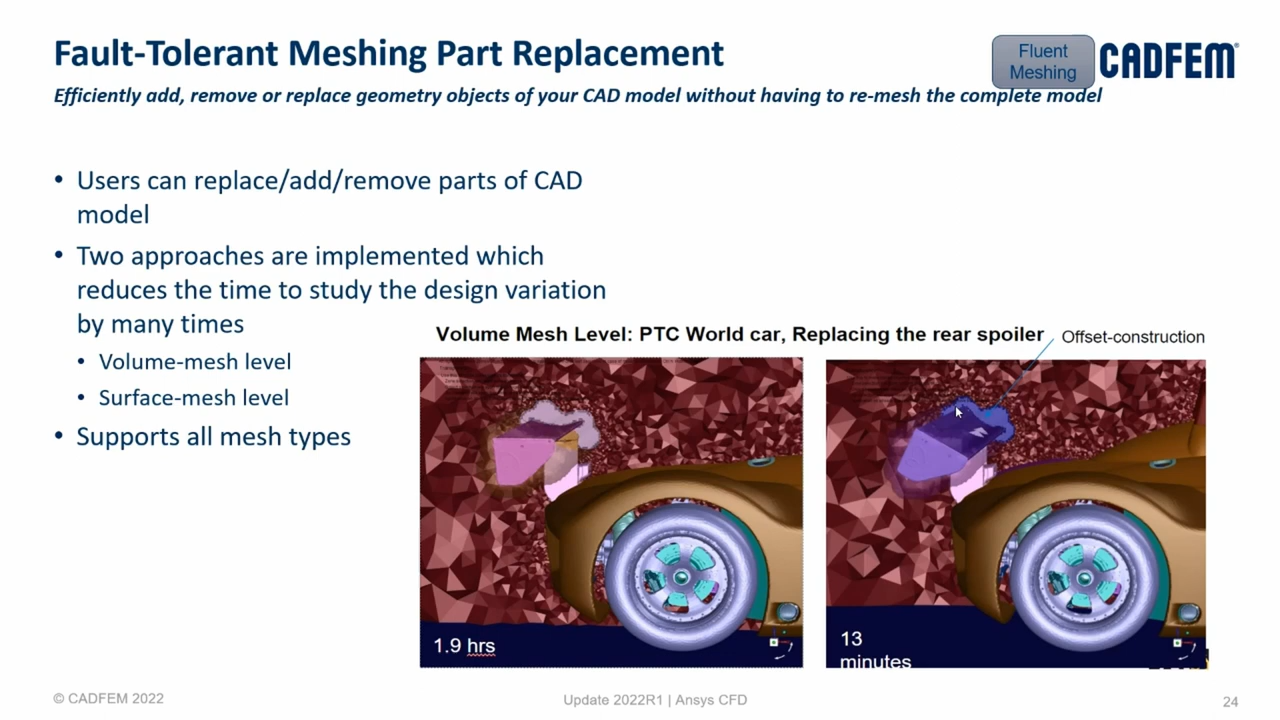 Fault-Tolerant Meshing Part Replacement
Fluent
Meshing
CADFEM®
Efficiently add, remove or replace geometry objects of your CAD model without having to re-mesh the complete model
• Users can replace/add/remove parts of CAD
model
• Two approaches are implemented which
reduces the time to study the design variation
by many times
• Volume-mesh level
• Surface-mesh level
• Supports all mesh types
Volume Mesh Level: PTC World car, Replacing the rear spoiler
Offset-construction
1.9 hrs
13
minutes
© CADFEM 2022
Update 2022R1 | Ansys CFD
24